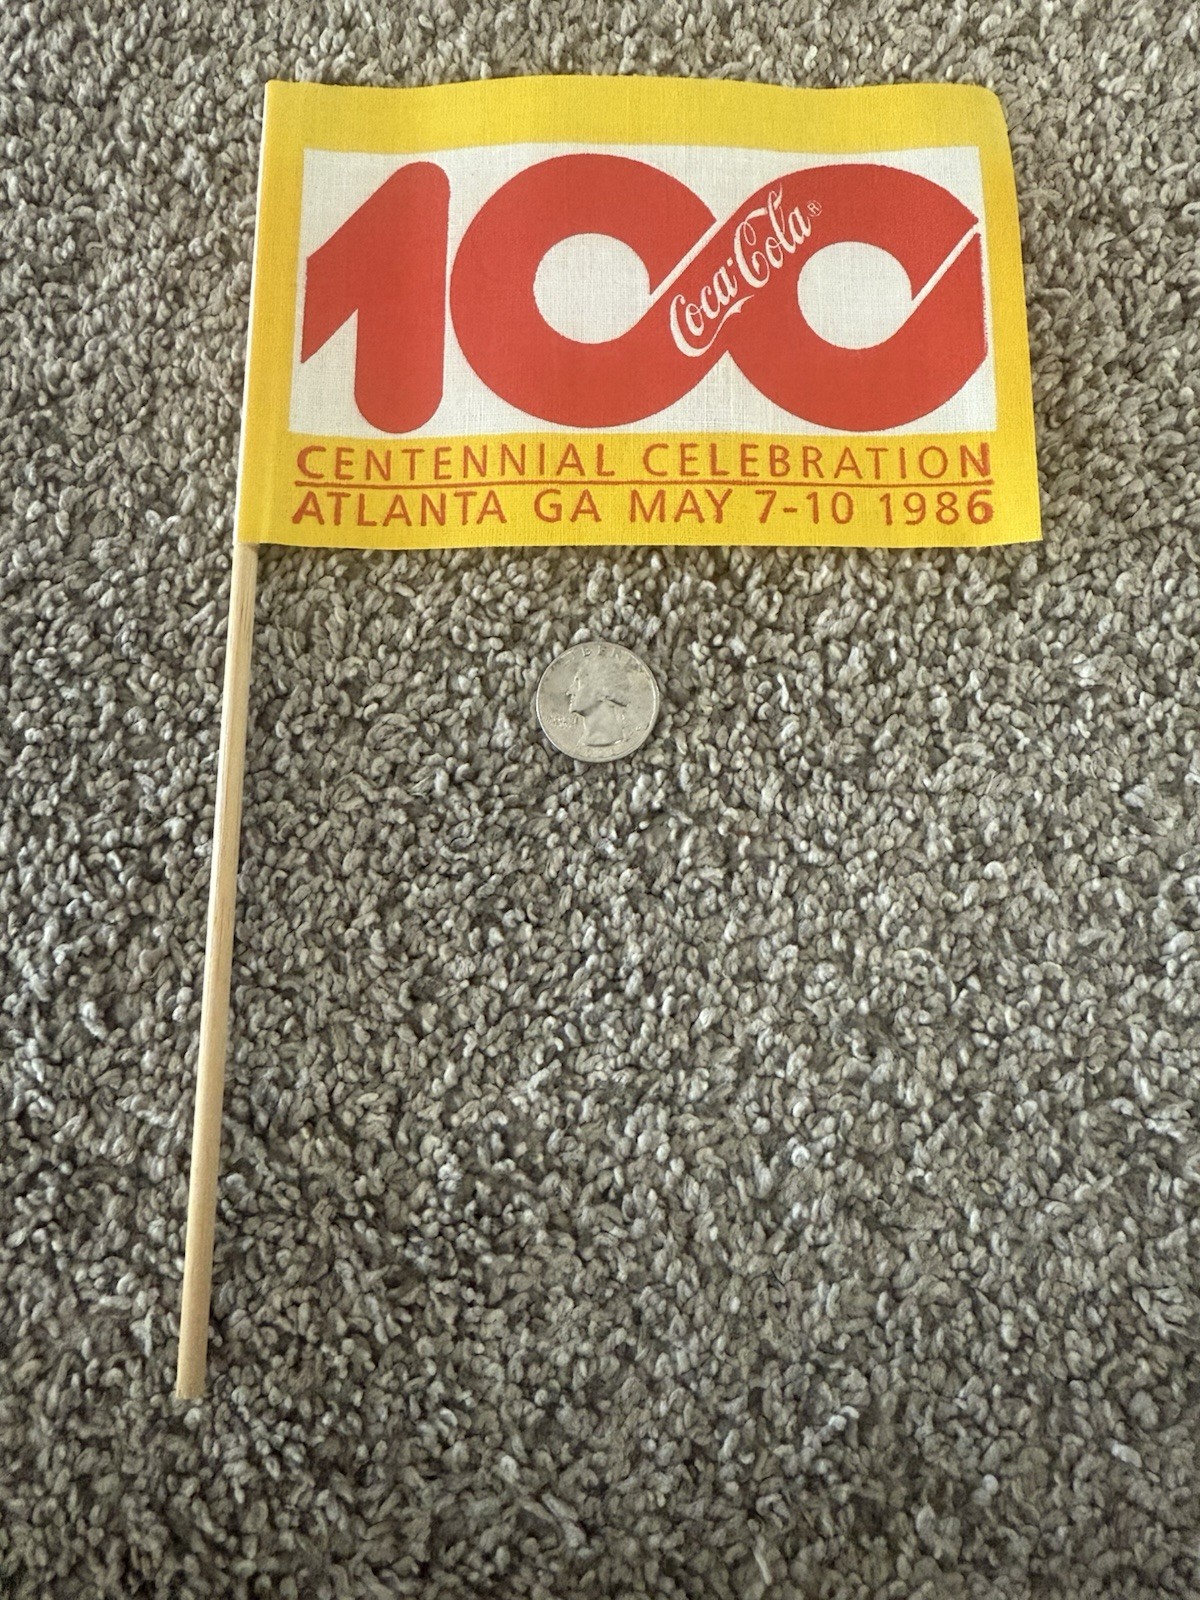 100
Coca-Cola®
CENTENNIAL CELEBRATION
ATLANTA GA MAY 7-10 1986